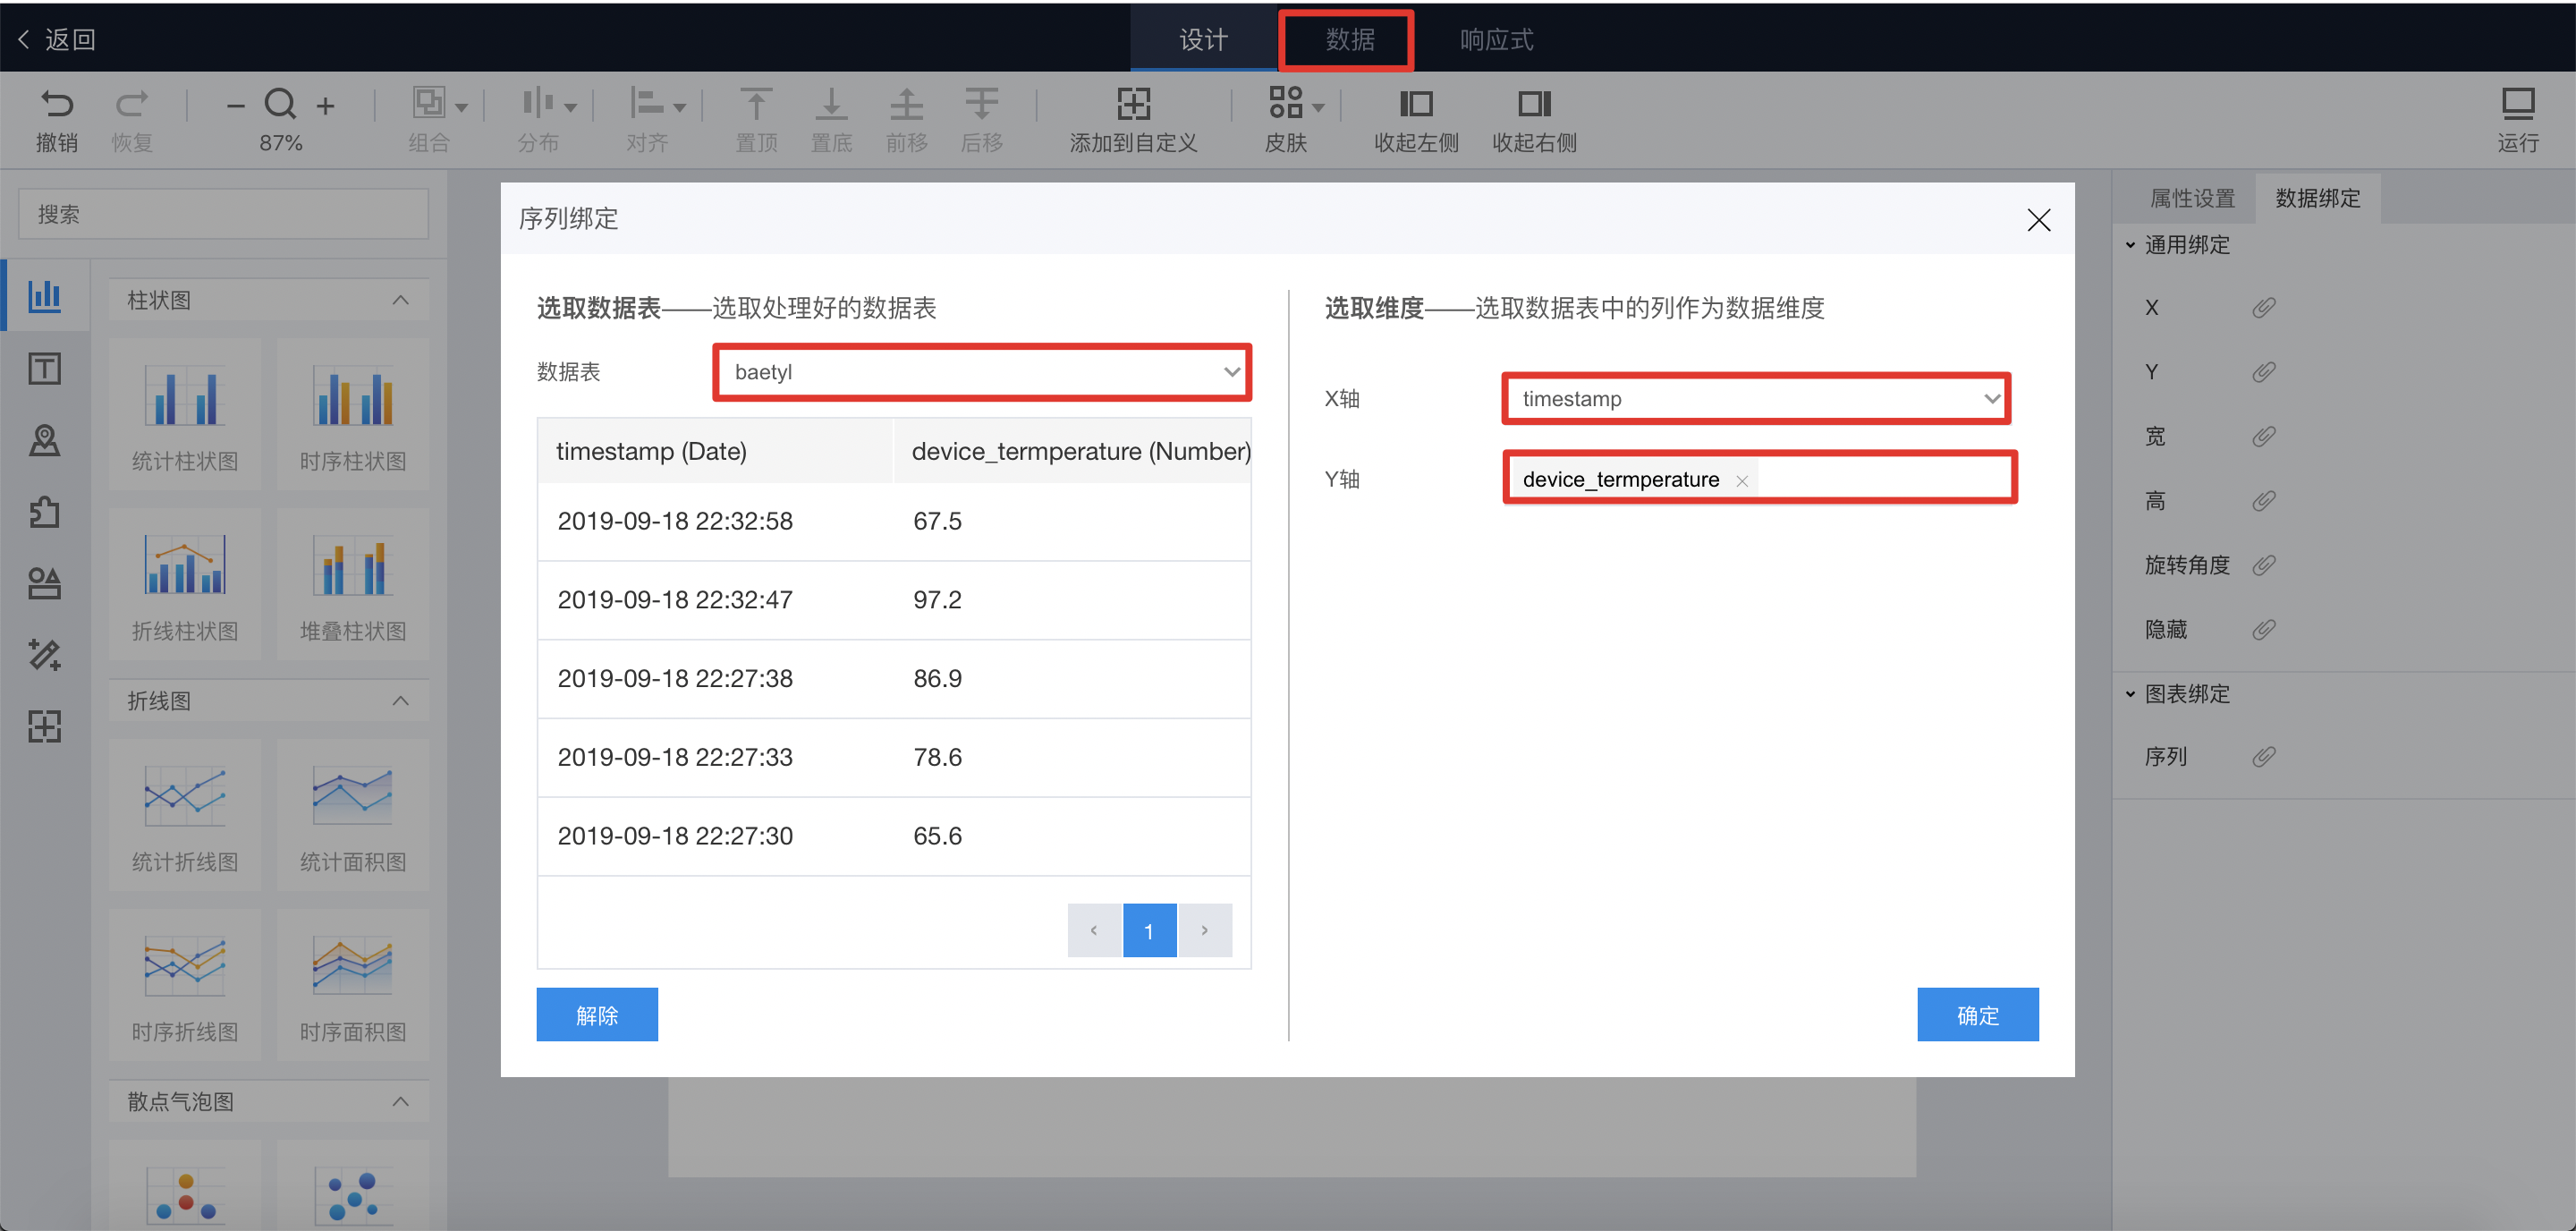 返回
设计 数据 响应式
撤销 恢复 87% 组合 分布 对齐 置顶 置底 前移 后移 添加到自定义 皮肤 收起左侧 收起右侧 运行
搜索
柱状图
统计柱状图 时序柱状图
折线柱状图 堆叠柱状图
折线图
统计折线图 统计面积图
时序折线图 时序面积图
散点气泡图
序列绑定
选取数据表——选取处理好的数据表
数据表 baetyl
timestamp (Date) device_termperature (Number)
2019-09-18 22:32:58 67.5
2019-09-18 22:32:47 97.2
2019-09-18 22:27:38 86.9
2019-09-18 22:27:33 78.6
2019-09-18 22:27:30 65.6
1
解除
选取维度——选取数据表中的列作为数据维度
X轴 timestamp
Y轴 device_termperature
确定
属性设置 数据绑定
通用绑定
X
Y
宽
高
旋转角度
隐藏
图表绑定
序列